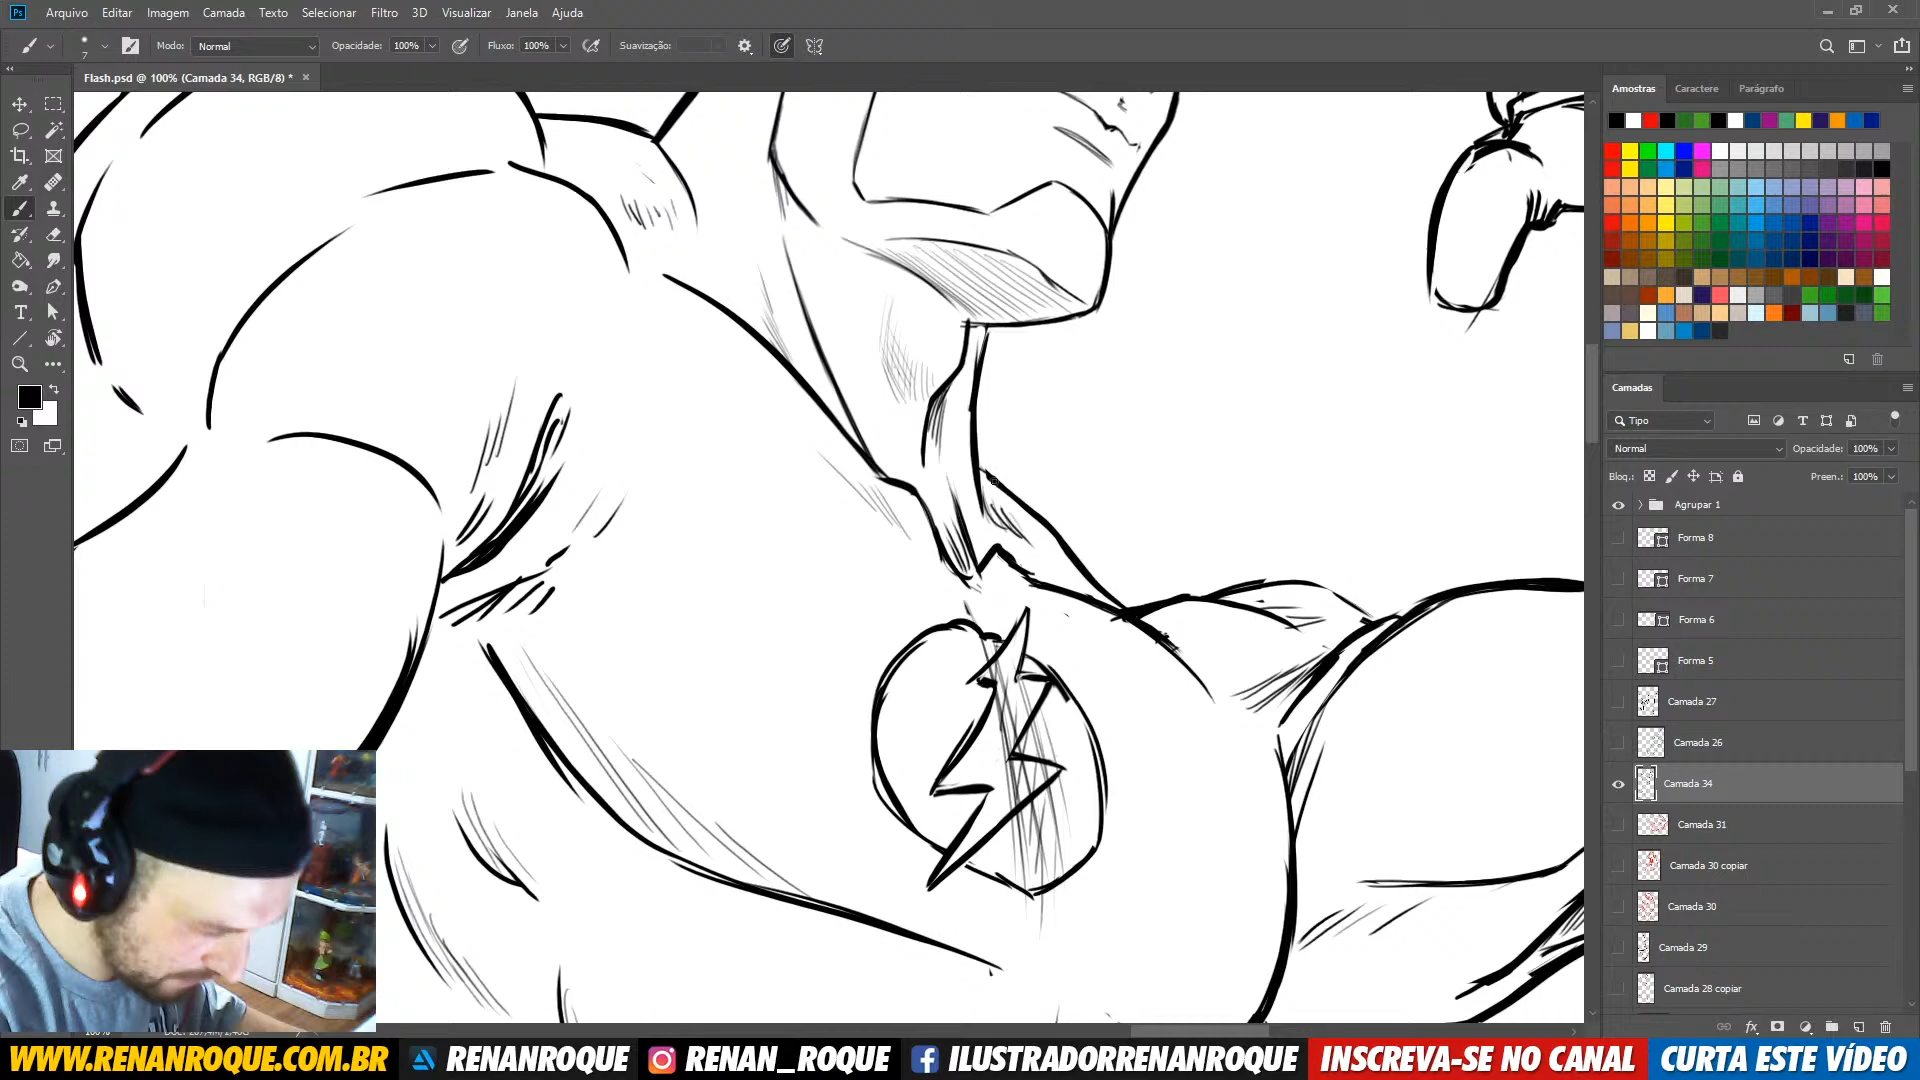 Ps Arquivo Editar Imagem Camada Texto Selecionar Filtro 3D Visualizar Janela Ajuda
7 Modo: Normal Opacidade: 100% Fluxo: 100% Suavização:
Flash.psd @ 100% (Camada 34, RGB/8) * ×
Amostras Caractere Parágrafo
Camadas
Tipo
Normal Opacidade: 100%
Bloq.: Preen.: 100%
Agrupar 1
Forma 8
Forma 7
Forma 6
Forma 5
Camada 27
Camada 26
Camada 34
Camada 31
Camada 30 copiar
Camada 30
Camada 29
Camada 28 copiar
WWW.RENANROQUE.COM.BR RENANROQUE RENAN_ROQUE ILUSTRADORRENANROQUE INSCREVA-SE NO CANAL CURTA ESTE VÍDEO